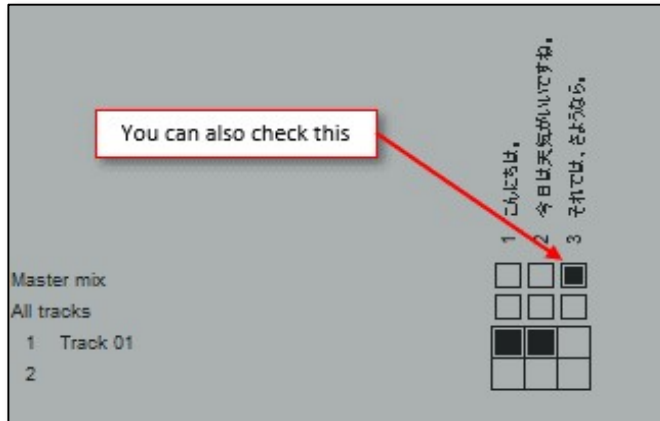 You can also check this
1 こんにちは。
2 今日は天気がいいですね。
3 それでは、さようなら。
Master mix
All tracks
1 Track 01
2